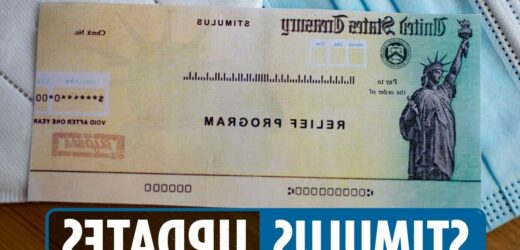 United States Treasury
STIMULUS
Check No.
Pay to
the order of
RELIEF PROGRAM
VOID AFTER ONE YEAR
STIMULUS UPDATES